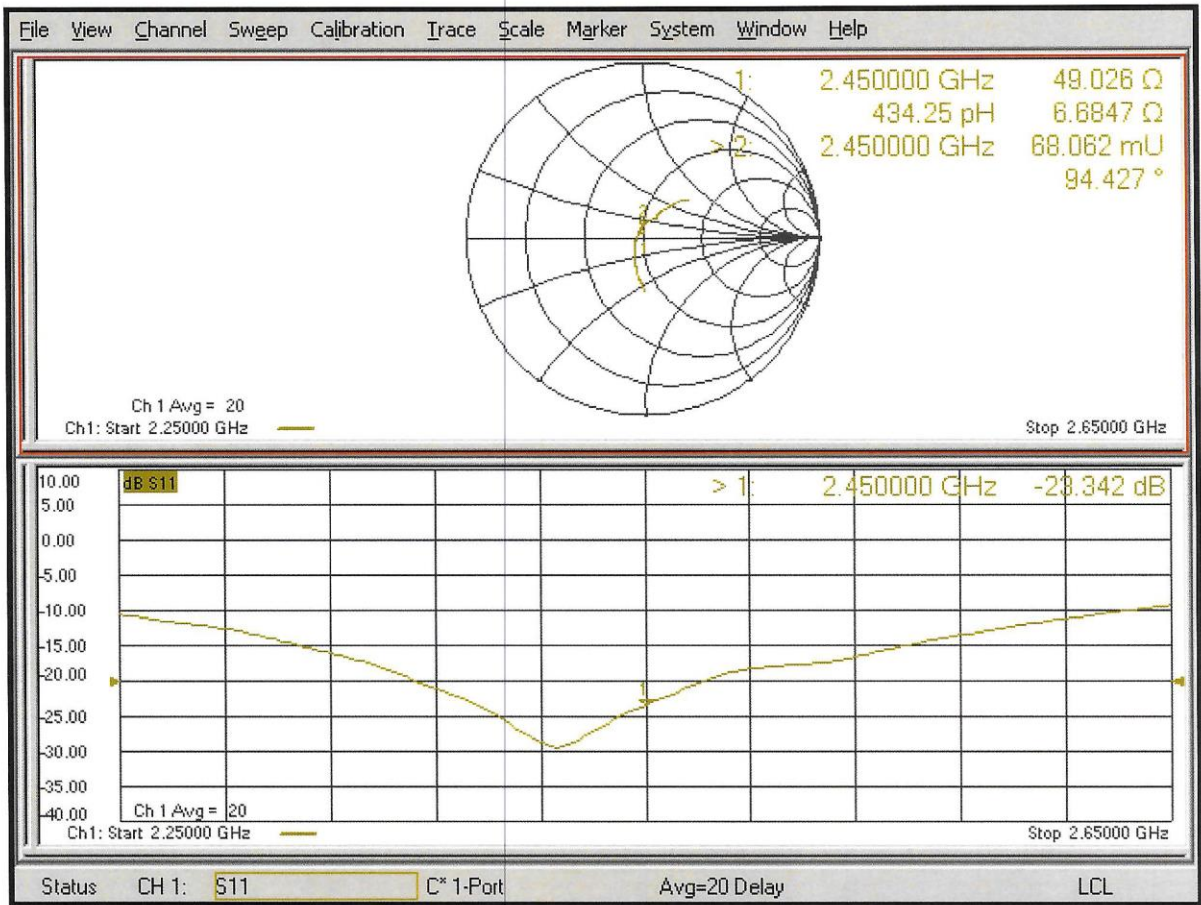 File View Channel Sweep Calibration Trace Scale Marker System Window Help
1: 2.450000 GHz 49.026 Ω
434.25 pH 6.6847 Ω
> 2: 2.450000 GHz 68.062 mU
94.427 °
2
1
Ch 1 Avg = 20
Ch1: Start 2.25000 GHz Stop 2.65000 GHz
10.00 dB S11 > 1: 2.450000 GHz -23.342 dB
5.00
0.00
-5.00
-10.00
-15.00
-20.00
1
-25.00
-30.00
-35.00
-40.00 Ch 1 Avg = 20
Ch1: Start 2.25000 GHz Stop 2.65000 GHz
Status CH 1: S11 C* 1-Port Avg=20 Delay LCL